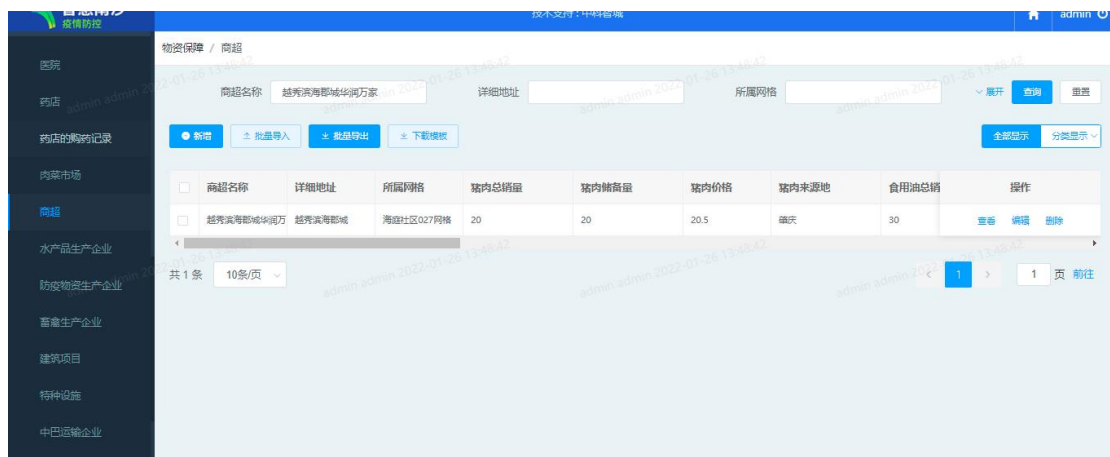 疫情防控
技术支持:中科智城
admin
物资保障 / 商超
医院
药店
药店的购药记录
肉菜市场
商超
水产品生产企业
防疫物资生产企业
畜禽生产企业
建筑项目
特种设施
中巴运输企业
商超名称 越秀滨海郡城华润万家 详细地址 所属网格 展开 查询 重置
新增 批量导入 批量导出 下载模板 全部显示 分类显示
商超名称 详细地址 所属网格 猪肉总销量 猪肉储备量 猪肉价格 猪肉来源地 食用油总销 操作
越秀滨海郡城华润万 越秀滨海郡城 海庭社区027网格 20 20 20.5 肇庆 30 查看 编辑 删除
共1条 10条/页 < 1 > 1 页 前往
admin admin 2022-01-26 13:48:42